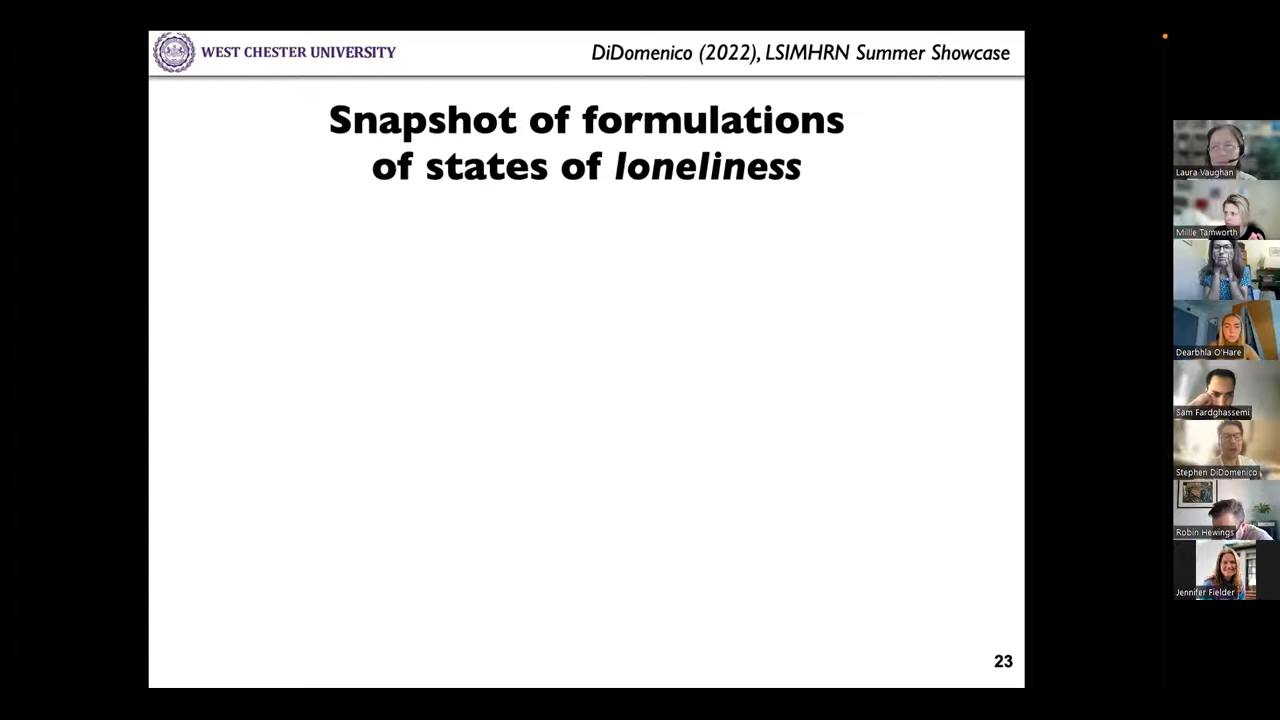 WEST CHESTER UNIVERSITY
DiDomenico (2022), LSIMHRN Summer Showcase
Snapshot of formulations
of states of loneliness
23
Laura Vaughan
Millie Tamworth
Dearbhla O'Hare
Sam Fardghassemi
Stephen DiDomenico
Robin Hewings
Jennifer Fielder